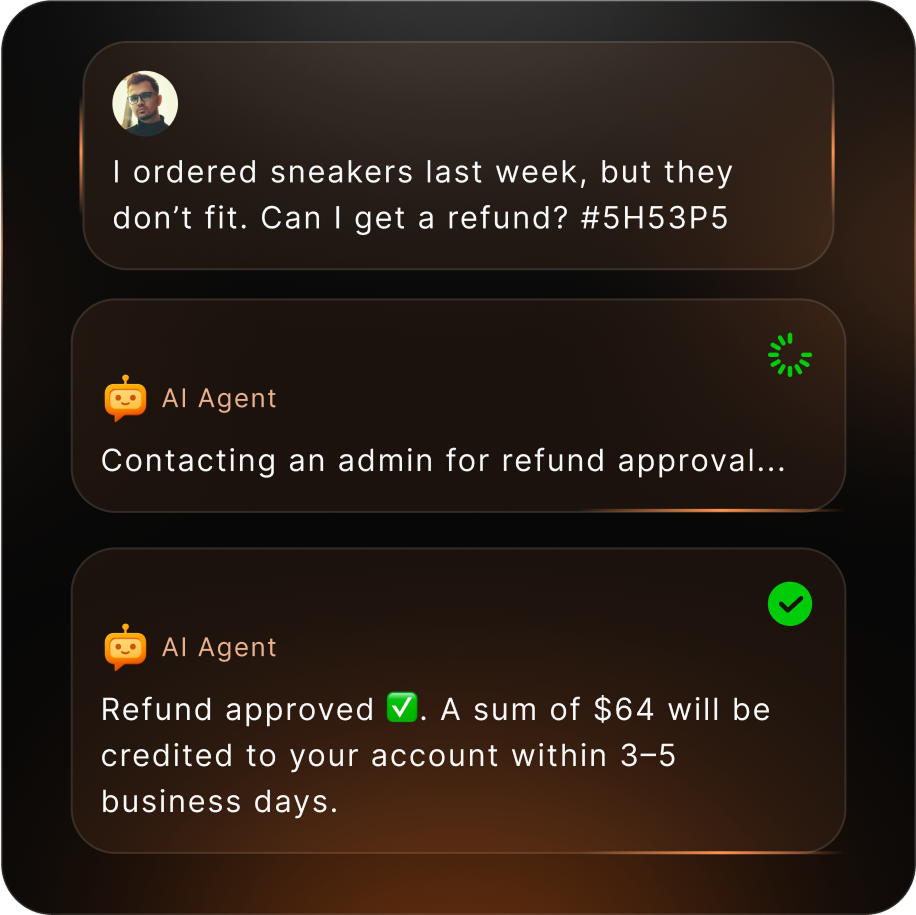 I ordered sneakers last week, but they
don’t fit. Can I get a refund? #5H53P5
AI Agent
Contacting an admin for refund approval...
AI Agent
Refund approved ✅. A sum of $64 will be
credited to your account within 3–5
business days.